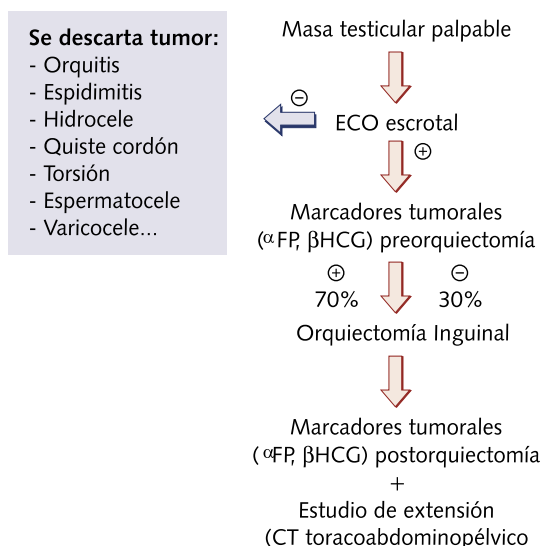 Se descarta tumor:
- Orquitis
- Espidimitis
- Hidrocele
- Quiste cordón
- Torsión
- Espermatocele
- Varicocele...
Masa testicular palpable
⊖
ECO escrotal
⊕
Marcadores tumorales
(αFP, βHCG) preorquiectomía
⊕ ⊖
70% 30%
Orquiectomía Inguinal
Marcadores tumorales
(αFP, βHCG) postorquiectomía
+
Estudio de extensión
(CT toracoabdominopélvico